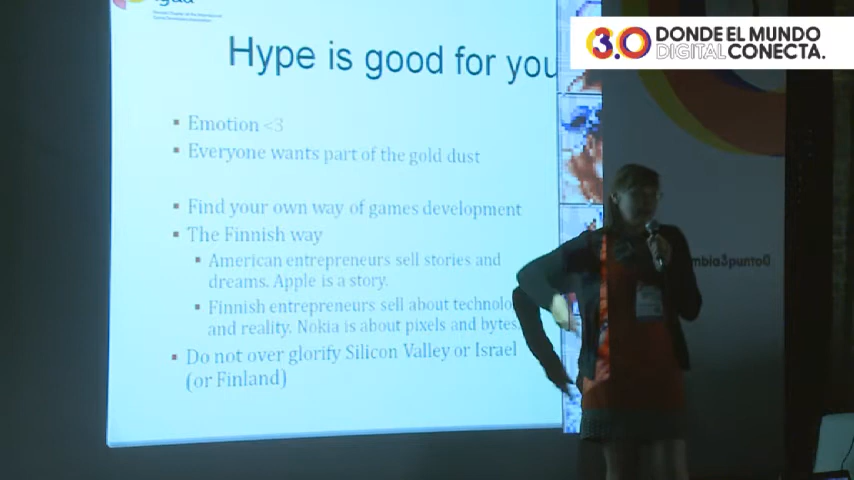 igda
Hype is good for you
3.0 DONDE EL MUNDO
DIGITAL CONECTA.
Emotion <3
Everyone wants part of the gold dust
Find your own way of games development
The Finnish way
American entrepreneurs sell stories and
dreams. Apple is a story.
Finnish entrepreneurs sell about technolo
and reality. Nokia is about pixels and bytes.
Do not over glorify Silicon Valley or Israel
(or Finland)
mbia3punto0